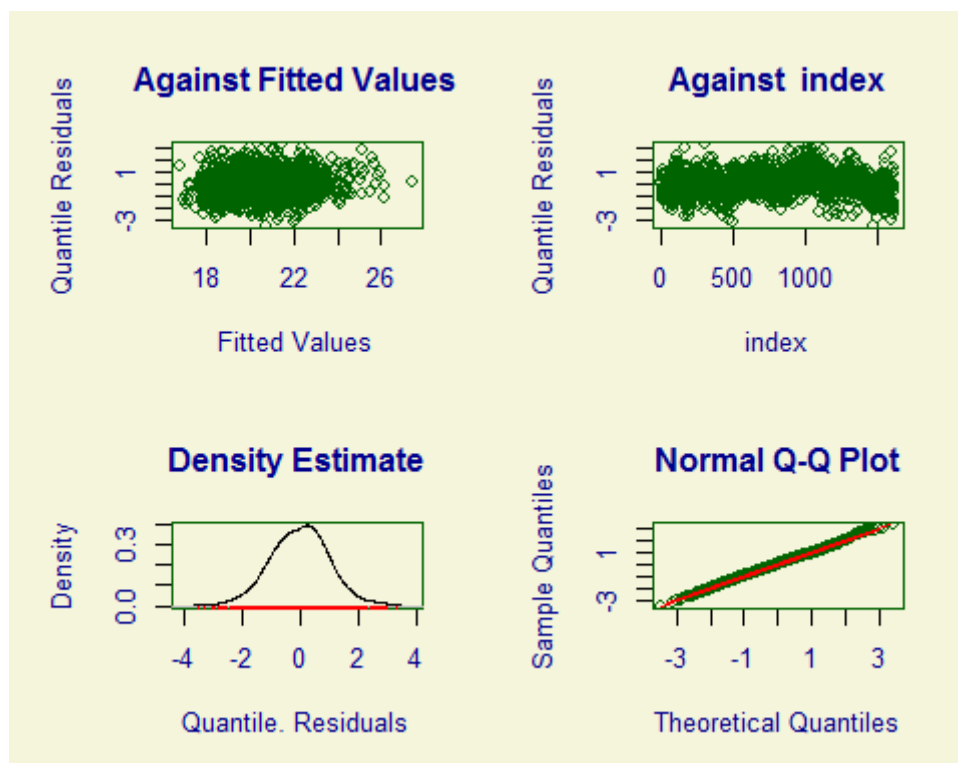 Against Fitted Values
Quantile Residuals
1
-3
18 22 26
Fitted Values
Against index
Quantile Residuals
1
-3
0 500 1000
index
Density Estimate
Density
0.3
0.0
-4 -2 0 2 4
Quantile. Residuals
Normal Q-Q Plot
Sample Quantiles
1
-3
-3 -1 1 3
Theoretical Quantiles